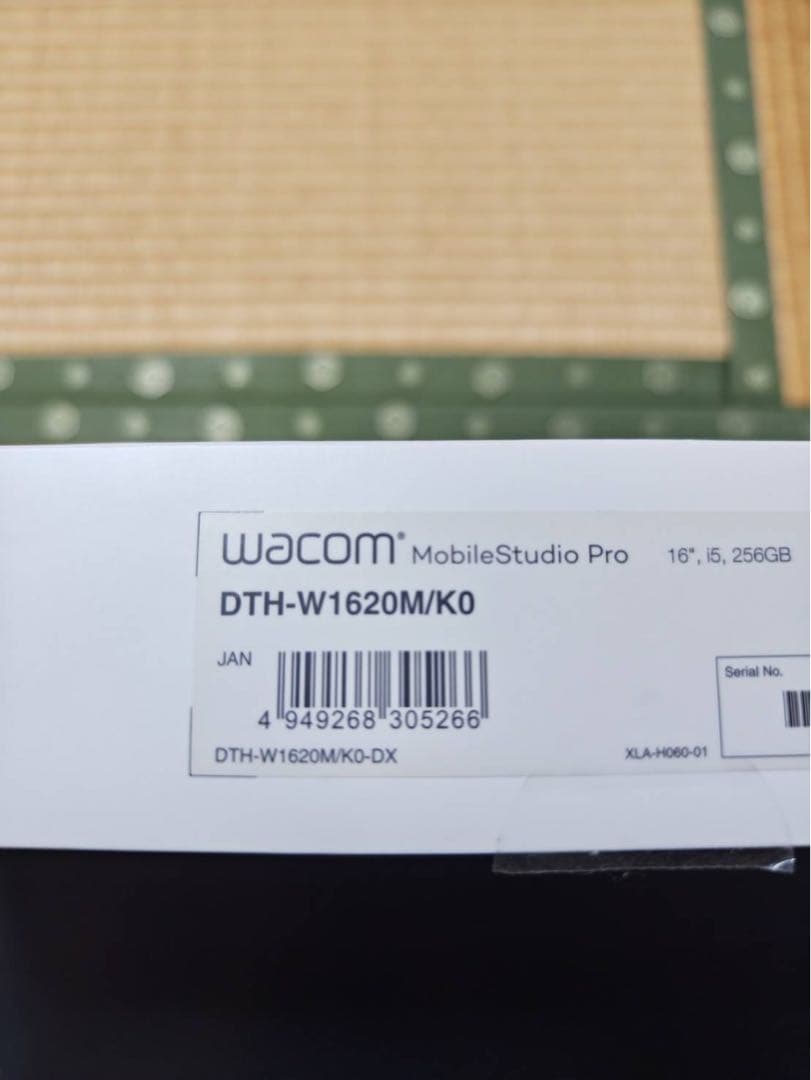 wacom® MobileStudio Pro 16", i5, 256GB
DTH-W1620M/K0
JAN
4 949268 305266
Serial No.
DTH-W1620M/K0-DX
XLA-H060-01